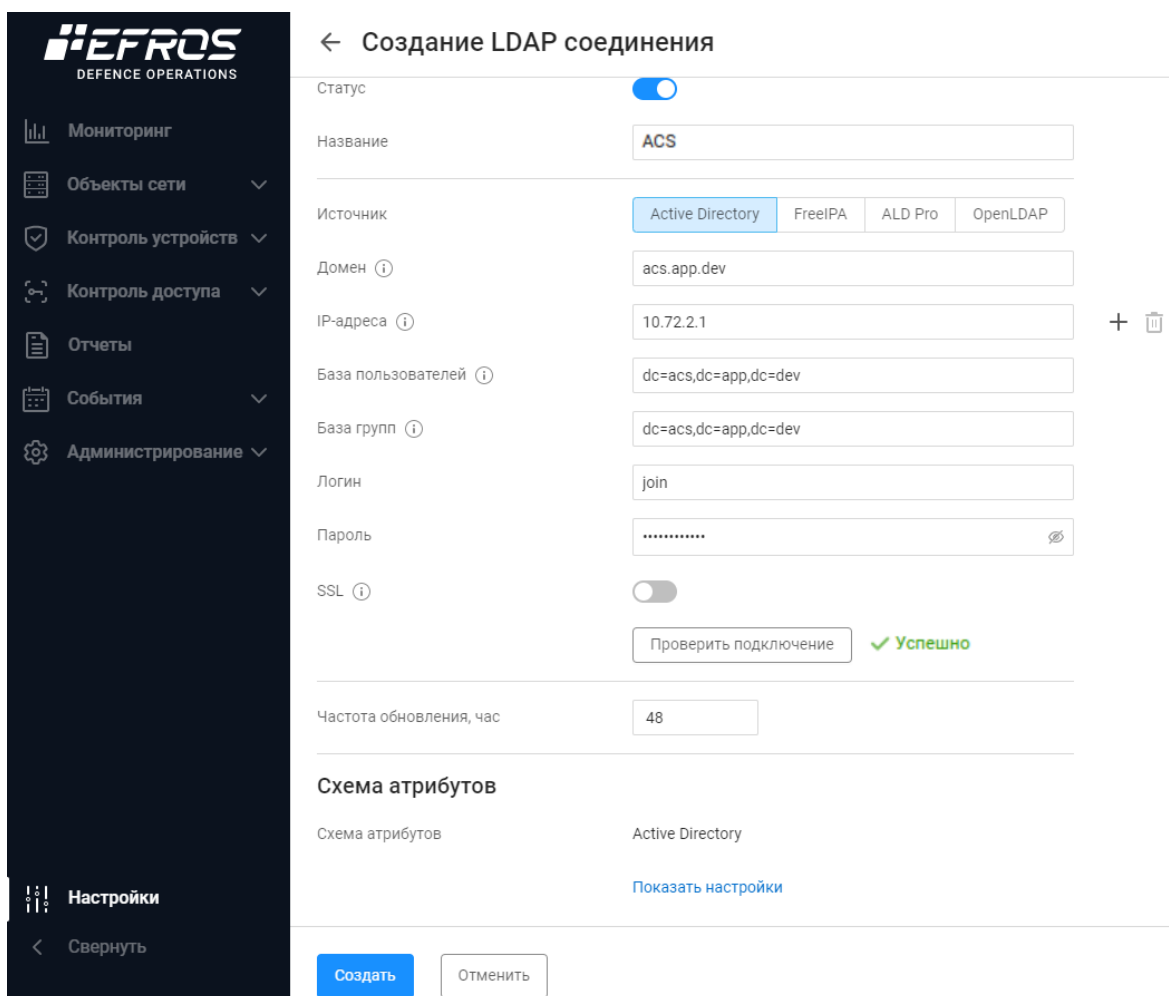 EFROS
DEFENCE OPERATIONS
Мониторинг
Объекты сети
Контроль устройств
Контроль доступа
Отчеты
События
Администрирование
Настройки
Свернуть
Создание LDAP соединения
Статус
Название ACS
Источник Active Directory FreeIPA ALD Pro OpenLDAP
Домен acs.app.dev
IP-адреса 10.72.2.1
База пользователей dc=acs,dc=app,dc=dev
База групп dc=acs,dc=app,dc=dev
Логин join
Пароль ••••••••••••
SSL
Проверить подключение Успешно
Частота обновления, час 48
Схема атрибутов
Схема атрибутов Active Directory
Показать настройки
Создать Отменить